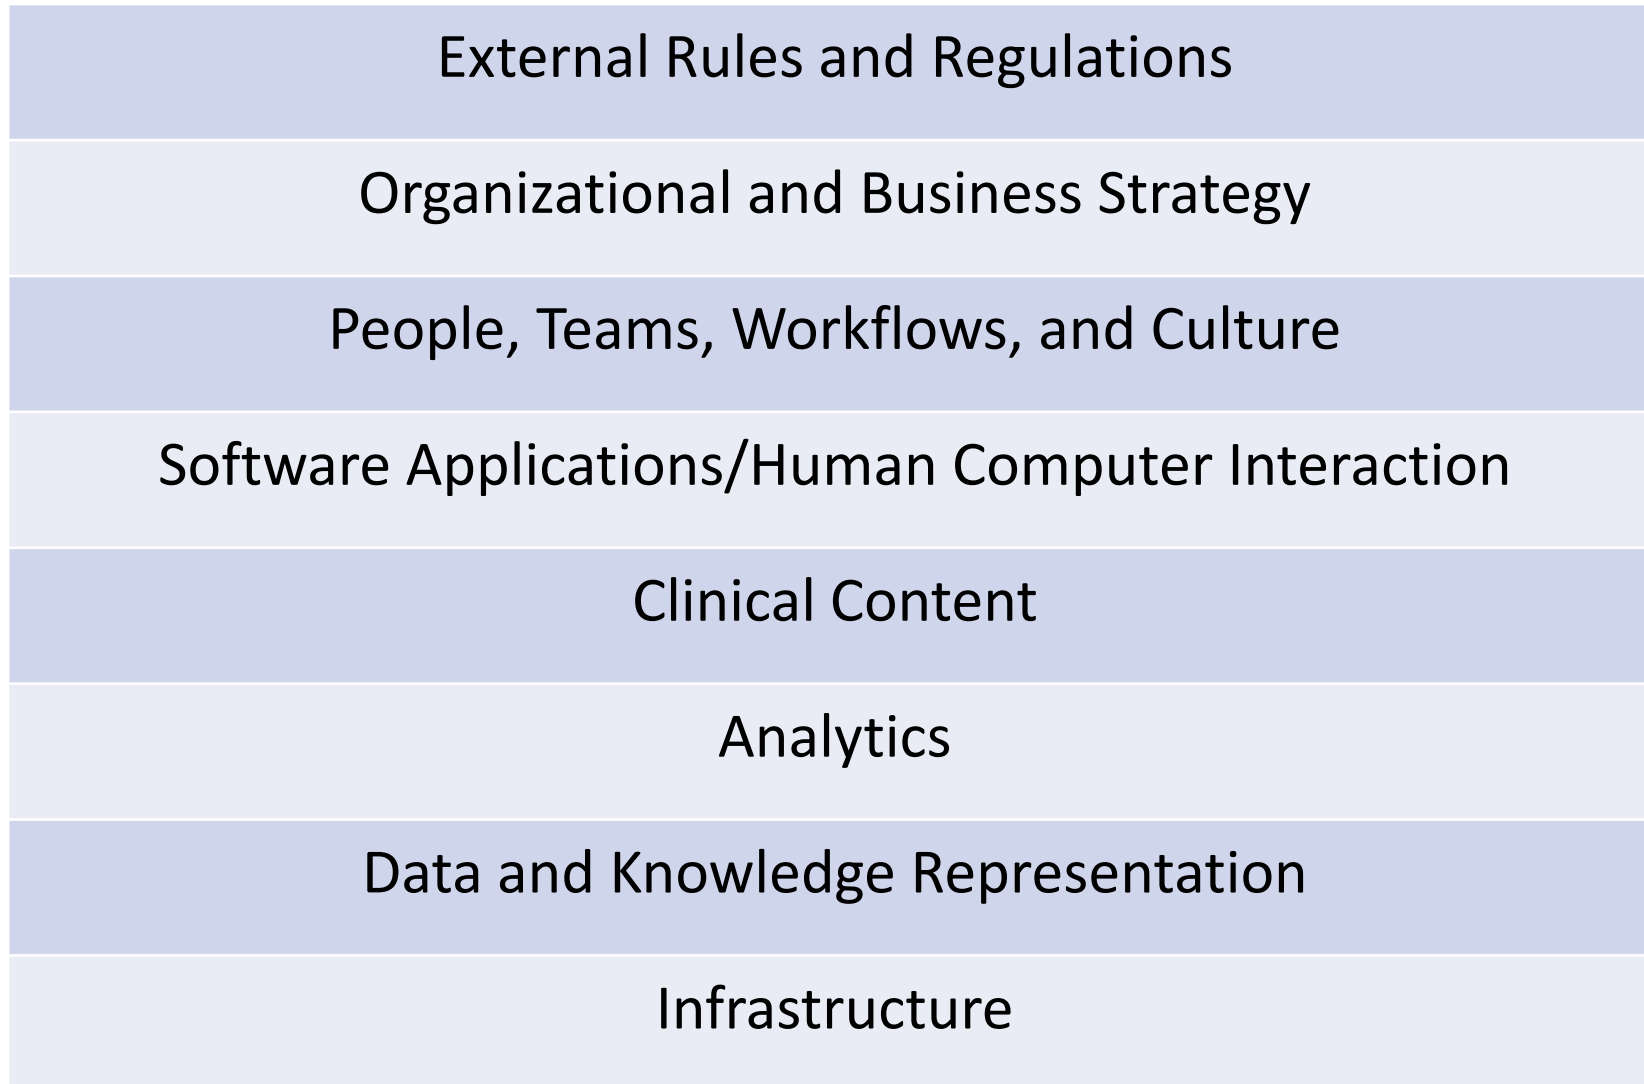 External Rules and Regulations
Organizational and Business Strategy
People, Teams, Workflows, and Culture
Software Applications/Human Computer Interaction
Clinical Content
Analytics
Data and Knowledge Representation
Infrastructure